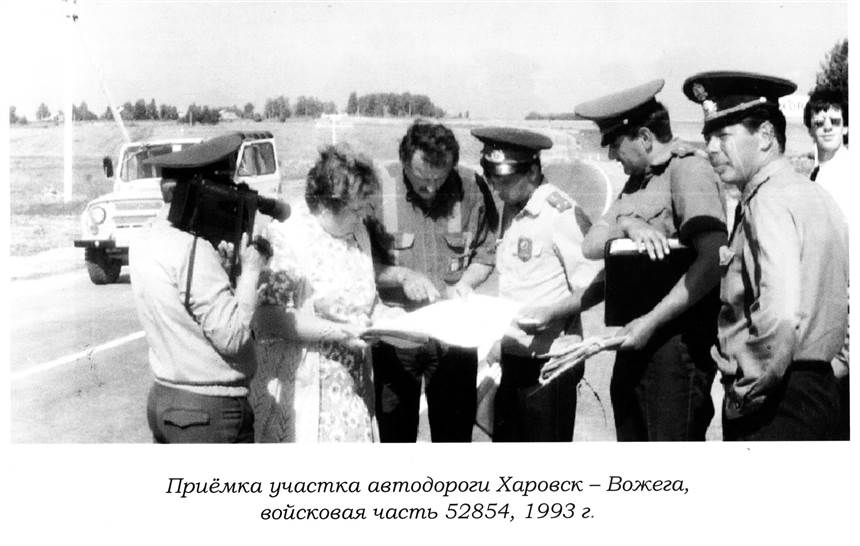 Приёмка участка автодороги Харовск – Вожега,
войсковая часть 52854, 1993 г.